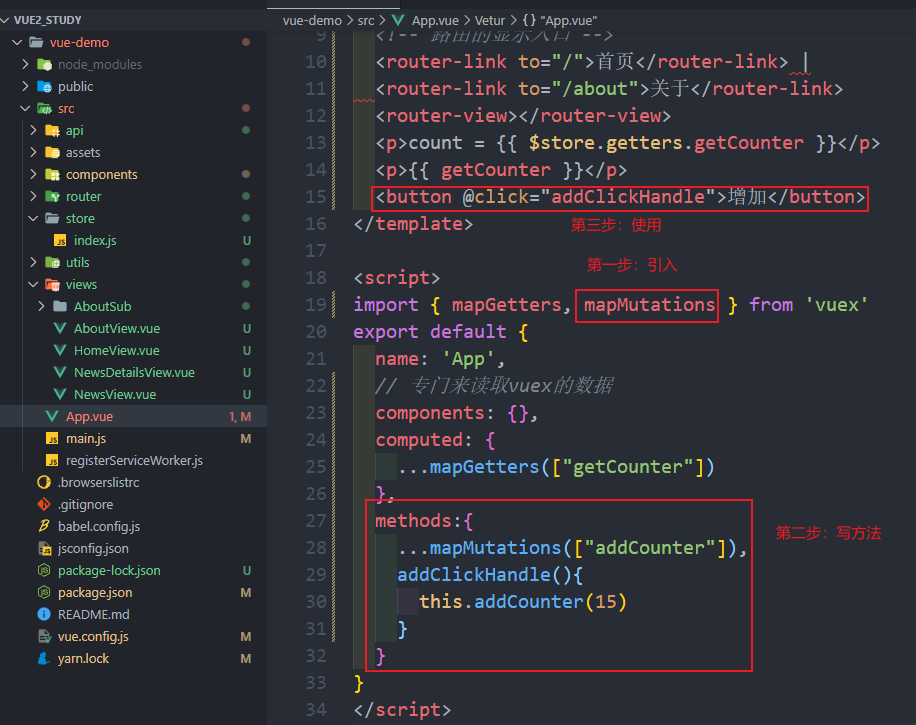 VUE2_STUDY
vue-demo
node_modules
public
src
api
assets
components
router
store
index.js U
utils
views
AboutSub
AboutView.vue U
HomeView.vue U
NewsDetailsView.vue U
NewsView.vue U
App.vue 1, M
main.js M
registerServiceWorker.js
.browserslistrc
.gitignore
babel.config.js
jsconfig.json
package-lock.json U
package.json M
README.md
vue.config.js M
yarn.lock M
vue-demo > src > App.vue > Vetur > {} "App.vue"
9 <!-- 路由的显示入口 -->
10 <router-link to="/">首页</router-link> |
11 <router-link to="/about">关于</router-link>
12 <router-view></router-view>
13 <p>count = {{ $store.getters.getCounter }}</p>
14 <p>{{ getCounter }}</p>
15 <button @click="addClickHandle">增加</button>
16 </template>
第三步：使用
17
第一步：引入
18 <script>
19 import { mapGetters, mapMutations } from 'vuex'
20 export default {
21 name: 'App',
22 // 专门来读取vuex的数据
23 components: {},
24 computed: {
25 ...mapGetters(["getCounter"])
26 },
27 methods:{
第二步：写方法
28 ...mapMutations(["addCounter"]),
29 addClickHandle(){
30 this.addCounter(15)
31 }
32 }
33 }
34 </script>